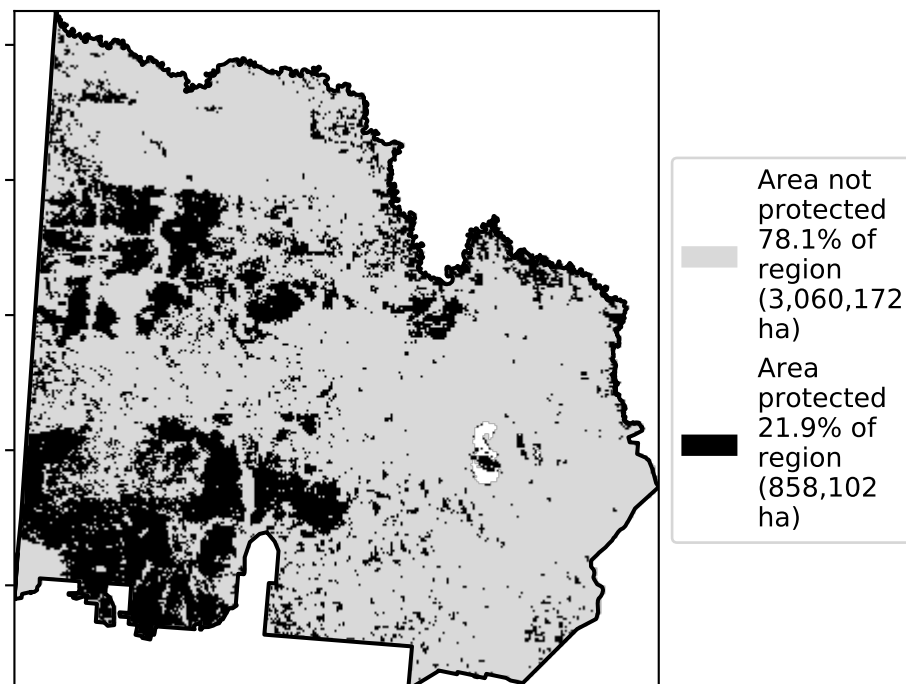 Area not
protected
78.1% of
region
(3,060,172
ha)
Area
protected
21.9% of
region
(858,102
ha)